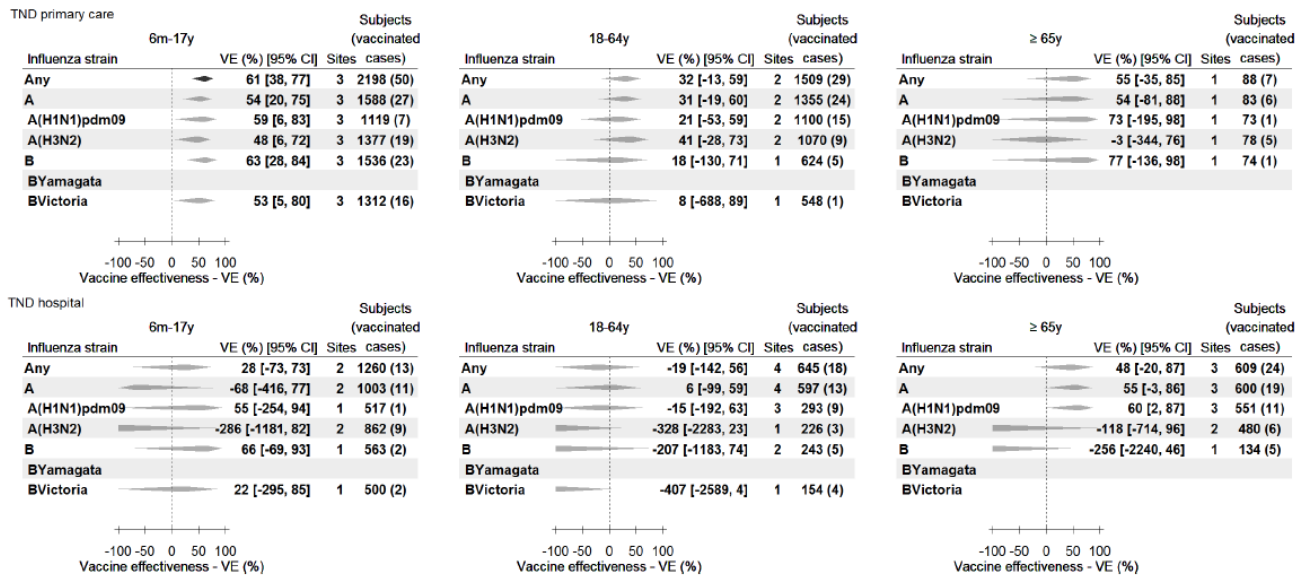 TND primary care
6m-17y
Subjects
(vaccinated
Influenza strain VE (%) [95% CI] Sites cases)
Any 61 [38, 77] 3 2198 (50)
A 54 [20, 75] 3 1588 (27)
A(H1N1)pdm09 59 [6, 83] 3 1119 (7)
A(H3N2) 48 [6, 72] 3 1377 (19)
B 63 [28, 84] 3 1536 (23)
BYamagata
BVictoria 53 [5, 80] 3 1312 (16)
-100 -50 0 50 100
Vaccine effectiveness - VE (%)
18-64y
Subjects
(vaccinated
Influenza strain VE (%) [95% CI] Sites cases)
Any 32 [-13, 59] 2 1509 (29)
A 31 [-19, 60] 2 1355 (24)
A(H1N1)pdm09 21 [-53, 59] 2 1100 (15)
A(H3N2) 41 [-28, 73] 2 1070 (9)
B 18 [-130, 71] 1 624 (5)
BYamagata
BVictoria 8 [-688, 89] 1 548 (1)
-100 -50 0 50 100
Vaccine effectiveness - VE (%)
≥ 65y
Subjects
(vaccinated
Influenza strain VE (%) [95% CI] Sites cases)
Any 55 [-35, 85] 1 88 (7)
A 54 [-81, 88] 1 83 (6)
A(H1N1)pdm09 73 [-195, 98] 1 73 (1)
A(H3N2) -3 [-344, 76] 1 78 (5)
B 77 [-136, 98] 1 74 (1)
BYamagata
BVictoria
-100 -50 0 50 100
Vaccine effectiveness - VE (%)
TND hospital
6m-17y
Subjects
(vaccinated
Influenza strain VE (%) [95% CI] Sites cases)
Any 28 [-73, 73] 2 1260 (13)
A -68 [-416, 77] 2 1003 (11)
A(H1N1)pdm09 55 [-254, 94] 1 517 (1)
A(H3N2) -286 [-1181, 82] 2 862 (9)
B 66 [-69, 93] 1 563 (2)
BYamagata
BVictoria 22 [-295, 85] 1 500 (2)
-100 -50 0 50 100
Vaccine effectiveness - VE (%)
18-64y
Subjects
(vaccinated
Influenza strain VE (%) [95% CI] Sites cases)
Any -19 [-142, 56] 4 645 (18)
A 6 [-99, 59] 4 597 (13)
A(H1N1)pdm09 -15 [-192, 63] 3 293 (9)
A(H3N2) -328 [-2283, 23] 1 226 (3)
B -207 [-1183, 74] 2 243 (5)
BYamagata
BVictoria -407 [-2589, 4] 1 154 (4)
-100 -50 0 50 100
Vaccine effectiveness - VE (%)
≥ 65y
Subjects
(vaccinated
Influenza strain VE (%) [95% CI] Sites cases)
Any 48 [-20, 87] 3 609 (24)
A 55 [-3, 86] 3 600 (19)
A(H1N1)pdm09 60 [2, 87] 3 551 (11)
A(H3N2) -118 [-714, 96] 2 480 (6)
B -256 [-2240, 46] 1 134 (5)
BYamagata
BVictoria
-100 -50 0 50 100
Vaccine effectiveness - VE (%)